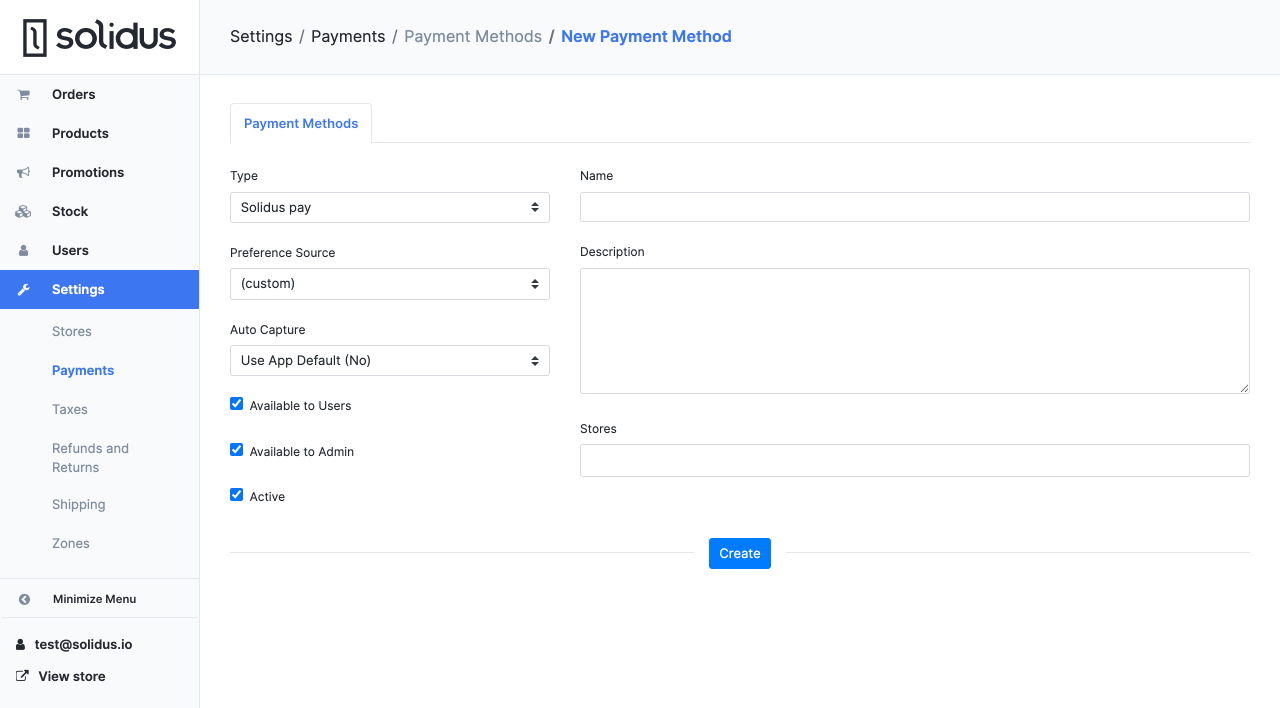 solidus
Settings / Payments / Payment Methods / New Payment Method
Orders
Products
Promotions
Stock
Users
Settings
Stores
Payments
Taxes
Refunds and
Returns
Shipping
Zones
Minimize Menu
test@solidus.io
View store
Payment Methods
Type
Solidus pay
Preference Source
(custom)
Auto Capture
Use App Default (No)
Available to Users
Available to Admin
Active
Name
Description
Stores
Create